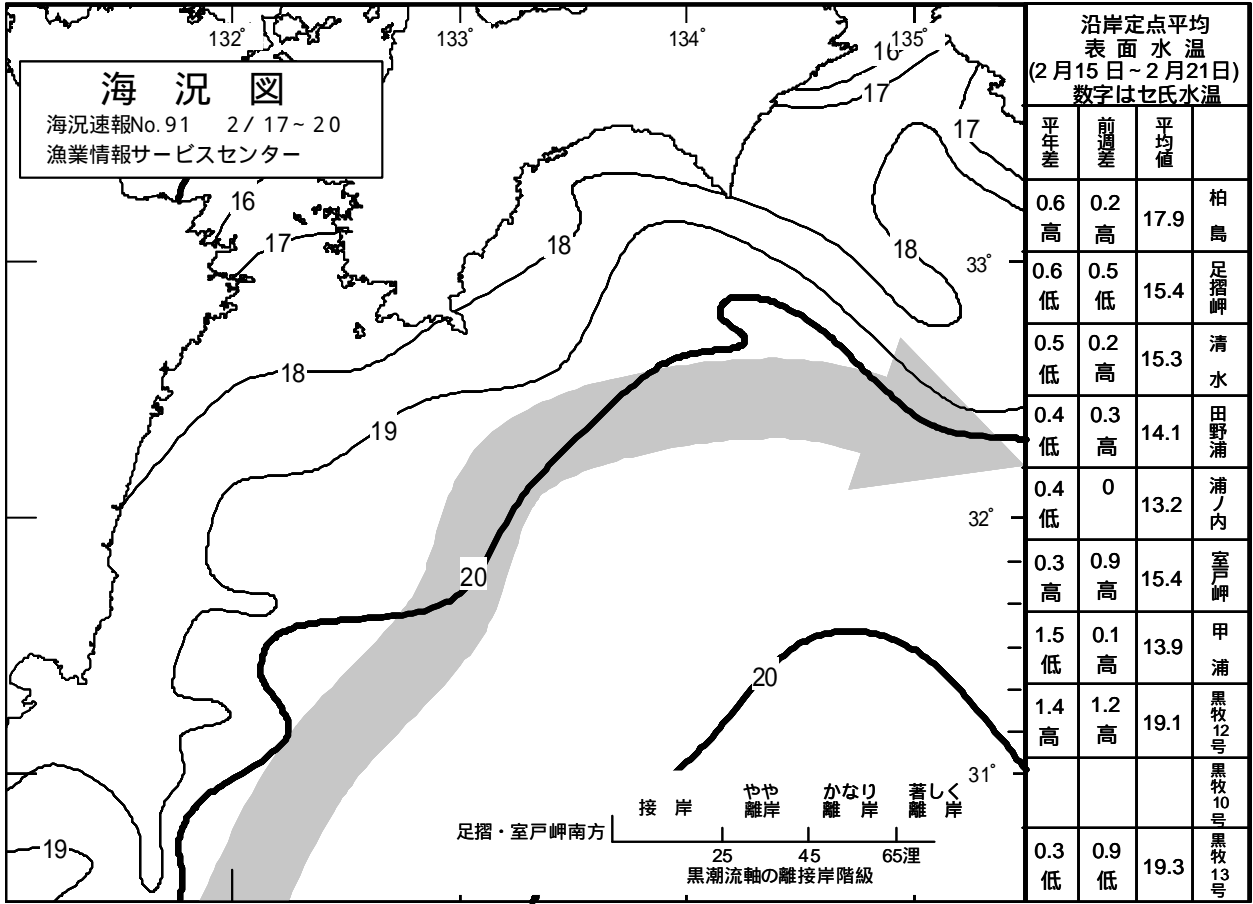 海況図
海況速報No.91 2/17~20
漁業情報サービスセンター
132°
133°
134°
135°
33°
32°
31°
16
17
17
16
17
18
18
18
19
20
20
19
接岸 やや離岸 かなり離岸 著しく離岸
足摺・室戸岬南方
25 45 65浬
黒潮流軸の離接岸階級
沿岸定点平均
表面水温
(2月15日~2月21日)
数字はセ氏水温
平年差 前週差 平均値
0.6高 0.2高 17.9 柏島
0.6低 0.5低 15.4 足摺岬
0.5低 0.2高 15.3 清水
0.4低 0.3高 14.1 田野浦
0.4低 0 13.2 浦ノ内
0.3高 0.9高 15.4 室戸岬
1.5低 0.1高 13.9 甲浦
1.4高 1.2高 19.1 黒牧12号
黒牧10号
0.3低 0.9低 19.3 黒牧13号